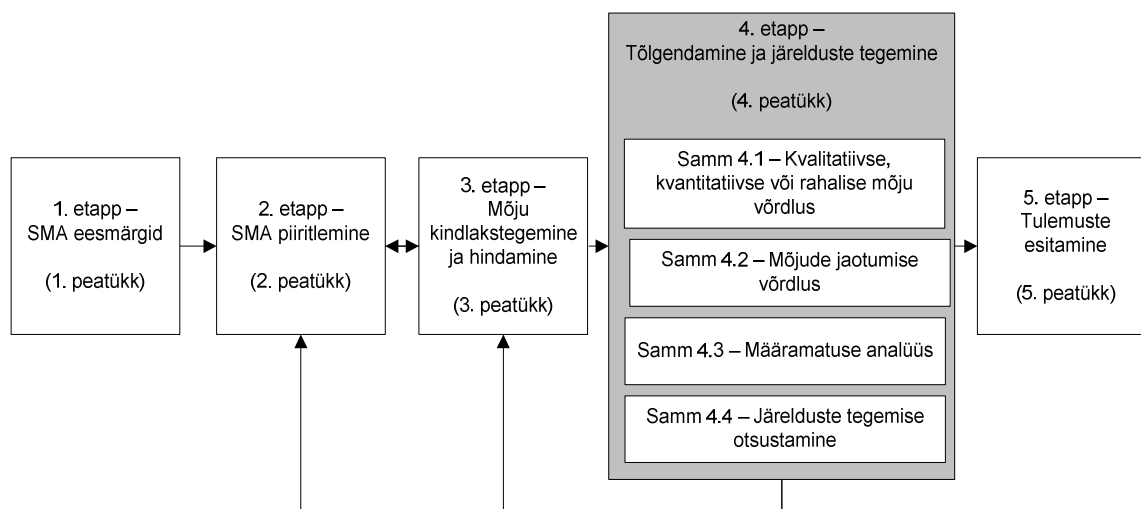 1. etapp –
SMA eesmärgid
(1. peatükk)
2. etapp –
SMA piiritlemine
(2. peatükk)
3. etapp –
Mõju
kindlakstegemine
ja hindamine
(3. peatükk)
4. etapp –
Tõlgendamine ja järelduste tegemine
(4. peatükk)
Samm 4.1 – Kvalitatiivse,
kvantitatiivse või rahalise mõju
võrdlus
Samm 4.2 – Mõjude jaotumise
võrdlus
Samm 4.3 – Määramatuse analüüs
Samm 4.4 – Järelduste tegemise
otsustamine
5. etapp –
Tulemuste
esitamine
(5. peatükk)